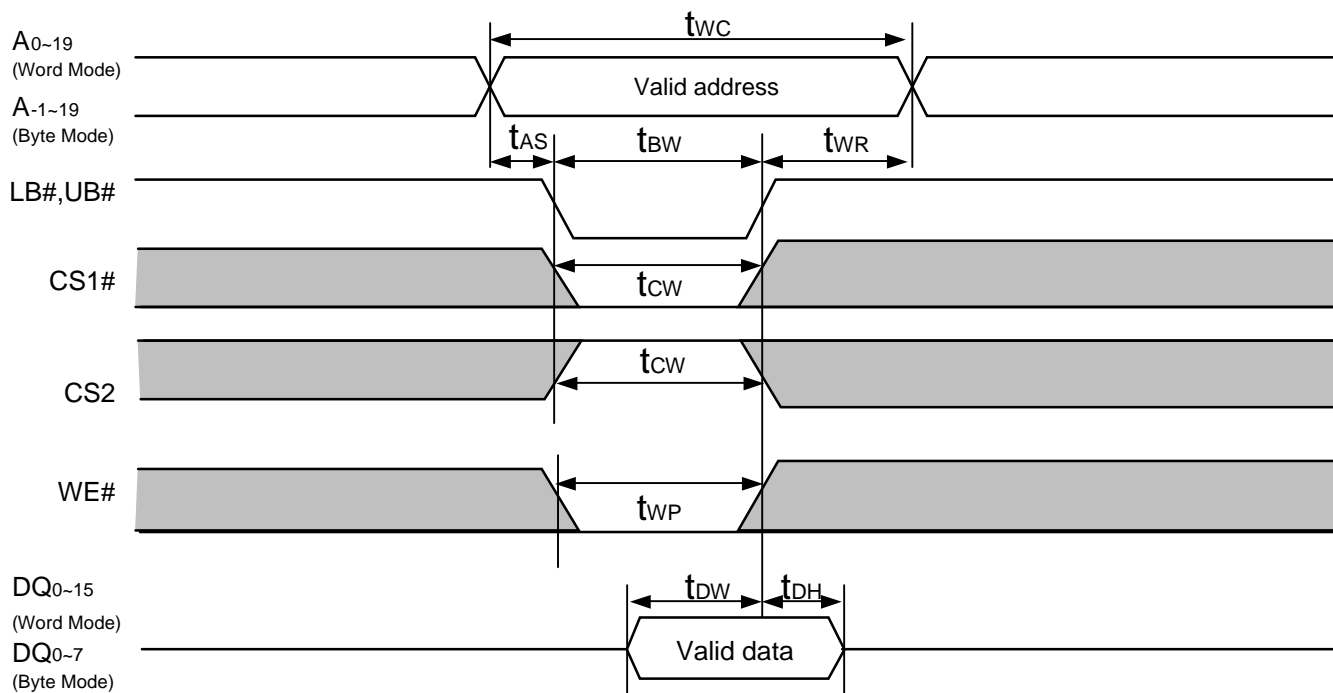 tWC
A0~19
(Word Mode)
Valid address
A-1~19
(Byte Mode)
tAS tBW tWR
LB#,UB#
CS1#
tCW
CS2
tCW
WE#
tWP
DQ0~15
tDW tDH
(Word Mode)
Valid data
DQ0~7
(Byte Mode)